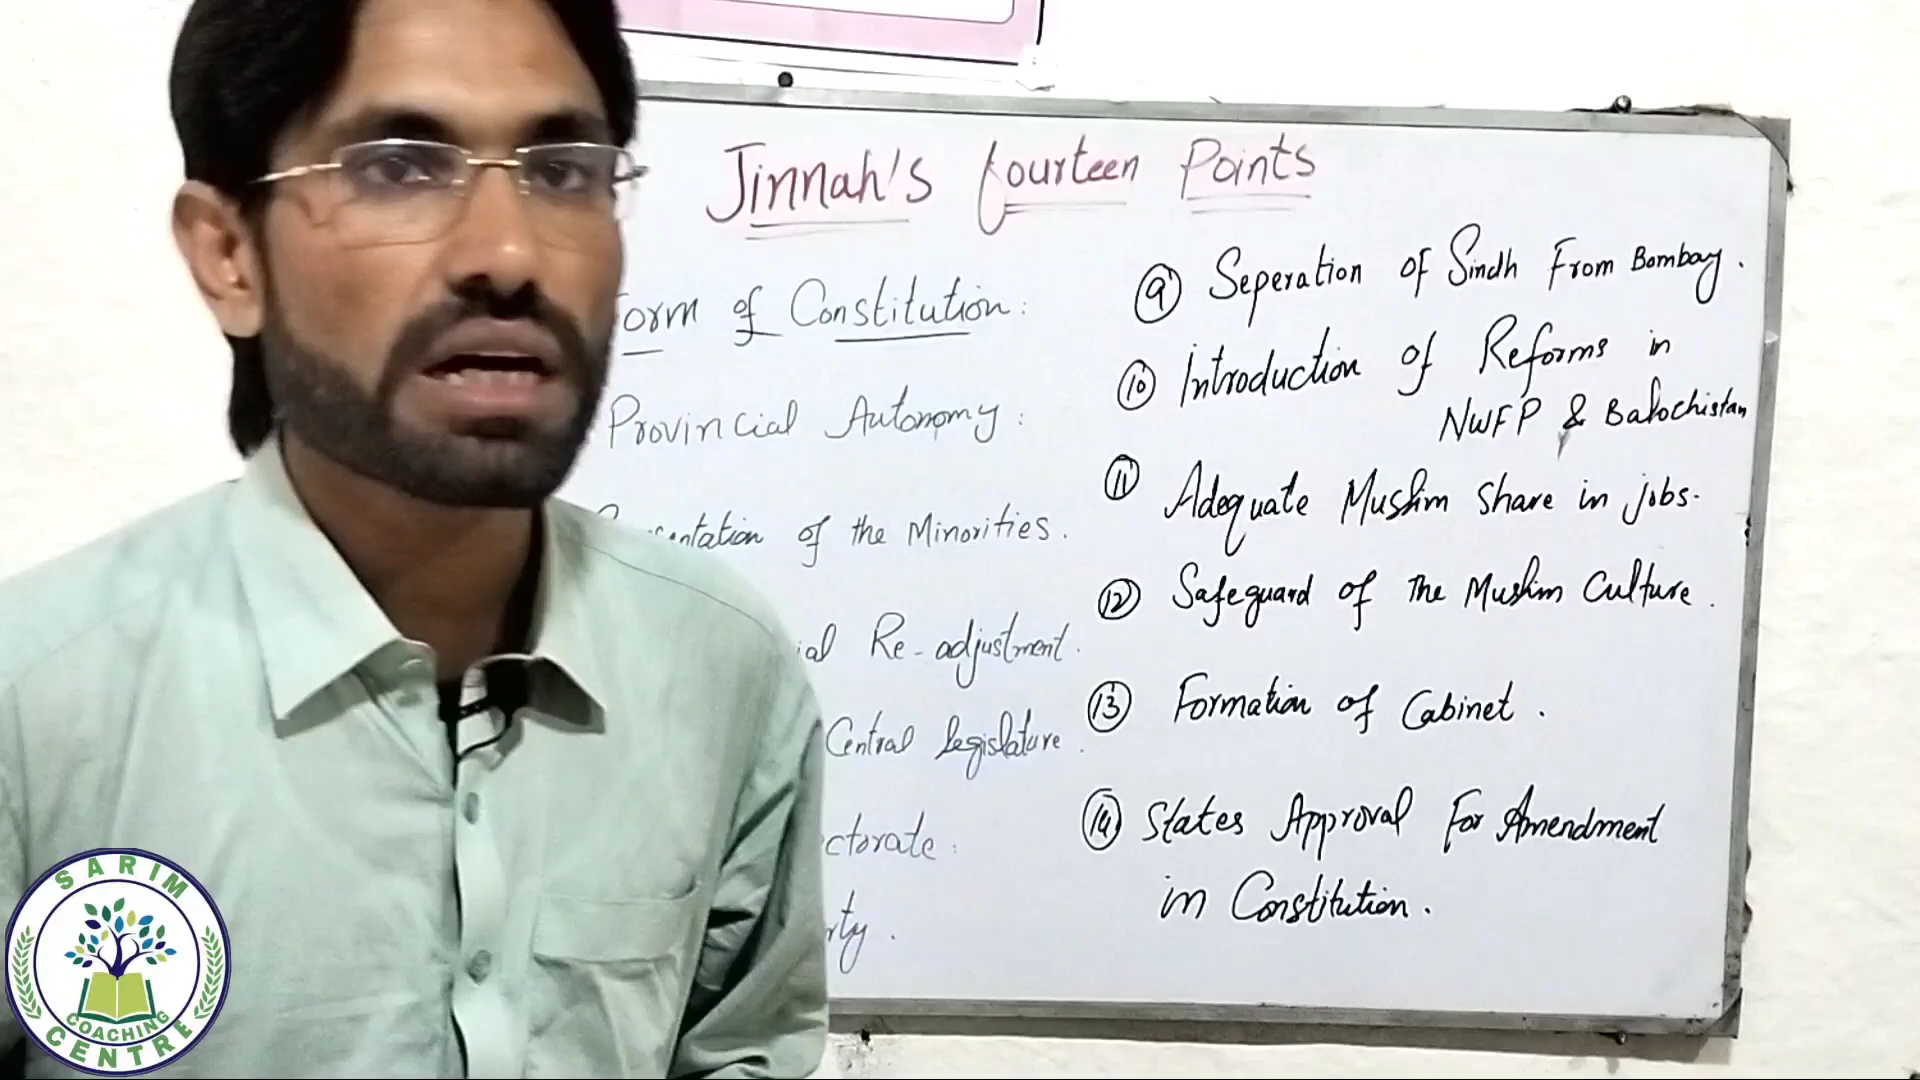 Jinnah's Fourteen Points
Form of Constitution:
Provincial Autonomy:
of the Minorities.
Re-adjustment.
Central legislature.
9 Seperation of Sindh From Bombay.
10 Introduction of Reforms in
NWFP & Balochistan
11 Adequate Muslim Share in jobs.
12 Safeguard of The Muslim Culture.
13 Formation of Cabinet.
14 States Approval For Amendment
in Constitution.
SARIM
COACHING
CENTRE